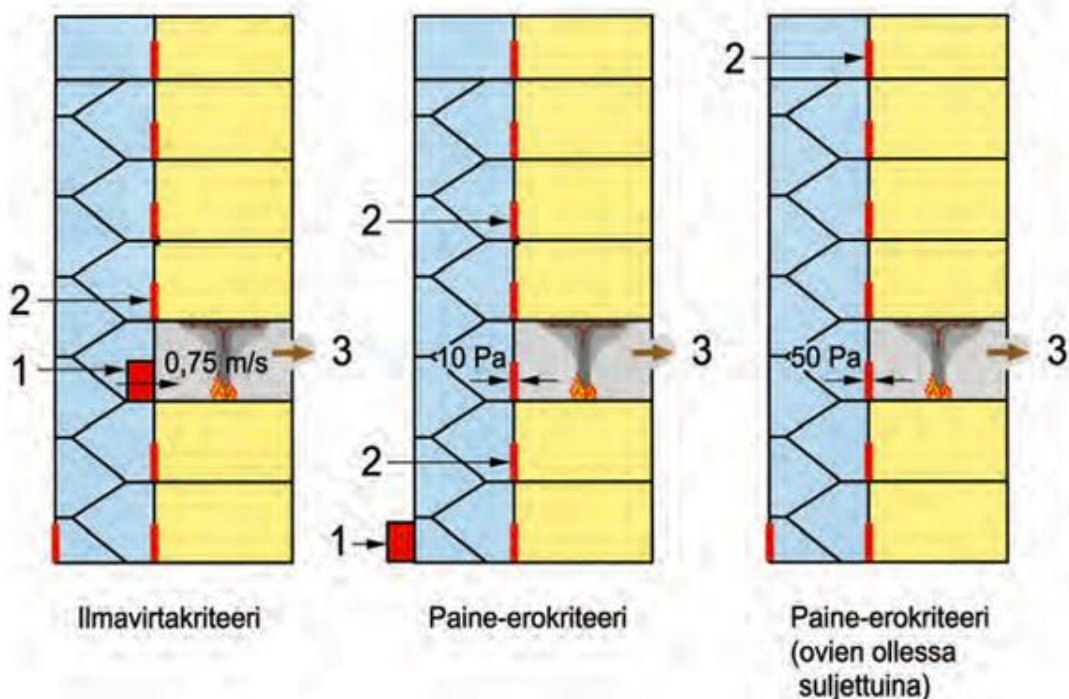 2
1
0,75 m/s
3
Ilmavirtakriteeri
2
10 Pa
3
2
1
Paine-erokriteeri
2
50 Pa
3
Paine-erokriteeri
(ovien ollessa
suljettuina)